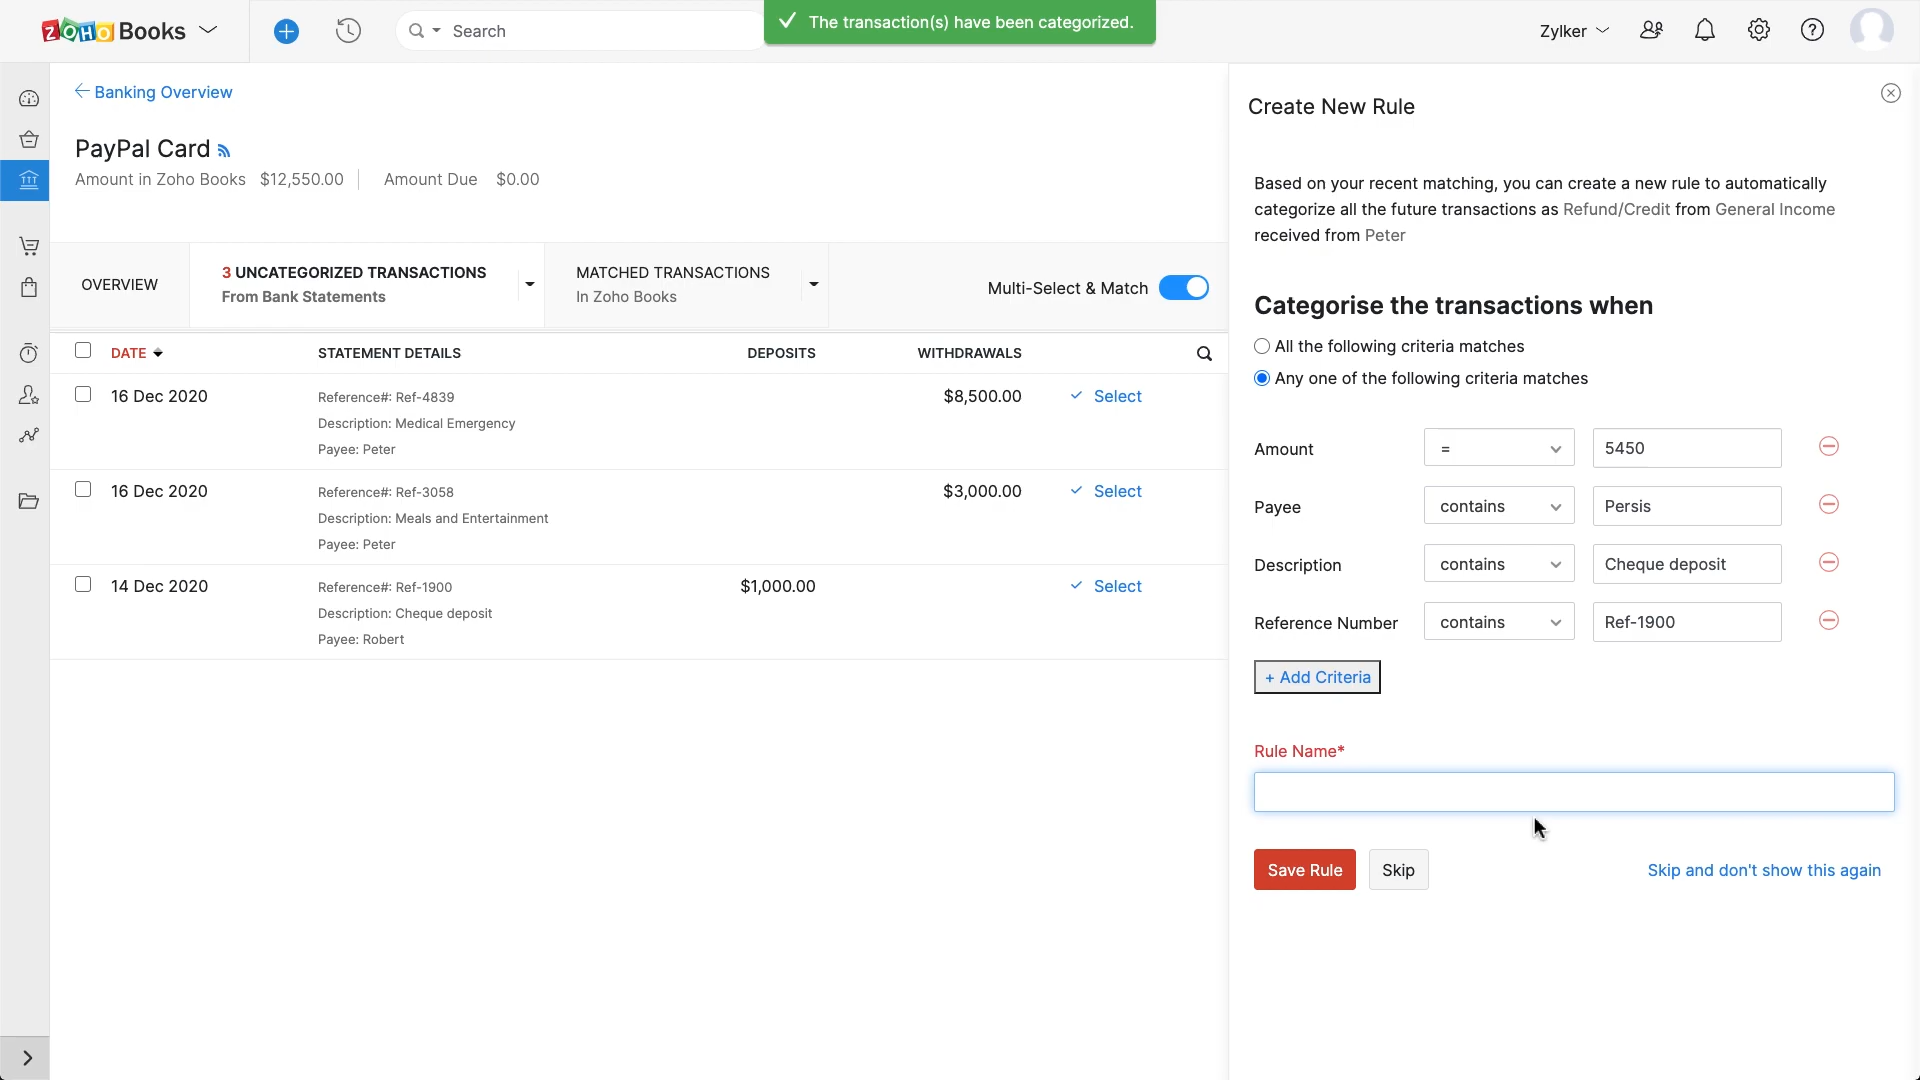 ZOHO Books
Search
The transaction(s) have been categorized.
Zylker
Banking Overview
PayPal Card
Amount in Zoho Books $12,550.00 Amount Due $0.00
OVERVIEW
3 UNCATEGORIZED TRANSACTIONS
From Bank Statements
MATCHED TRANSACTIONS
In Zoho Books
Multi-Select & Match
DATE STATEMENT DETAILS DEPOSITS WITHDRAWALS
16 Dec 2020 Reference#: Ref-4839 $8,500.00 Select
Description: Medical Emergency
Payee: Peter
16 Dec 2020 Reference#: Ref-3058 $3,000.00 Select
Description: Meals and Entertainment
Payee: Peter
14 Dec 2020 Reference#: Ref-1900 $1,000.00 Select
Description: Cheque deposit
Payee: Robert
Create New Rule
Based on your recent matching, you can create a new rule to automatically
categorize all the future transactions as Refund/Credit from General Income
received from Peter
Categorise the transactions when
All the following criteria matches
Any one of the following criteria matches
Amount = 5450
Payee contains Persis
Description contains Cheque deposit
Reference Number contains Ref-1900
+ Add Criteria
Rule Name*
Save Rule Skip Skip and don't show this again